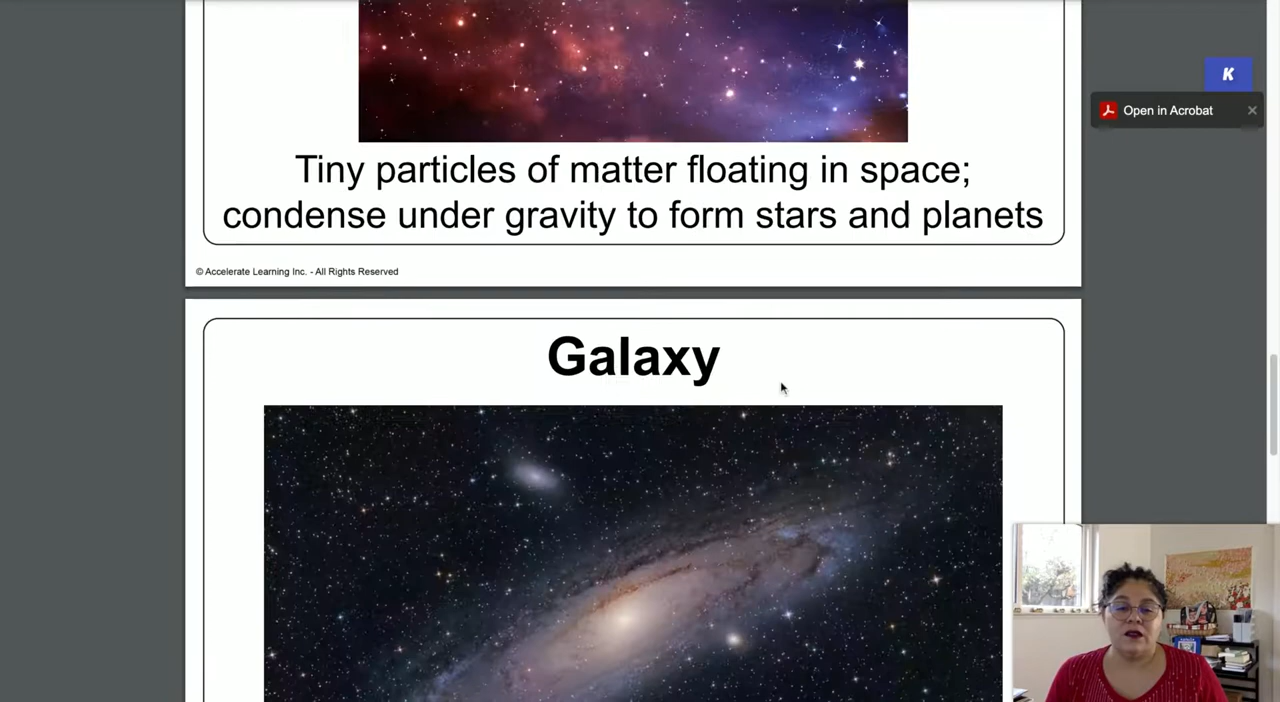 K
Open in Acrobat
Tiny particles of matter floating in space;
condense under gravity to form stars and planets
© Accelerate Learning Inc. - All Rights Reserved
Galaxy